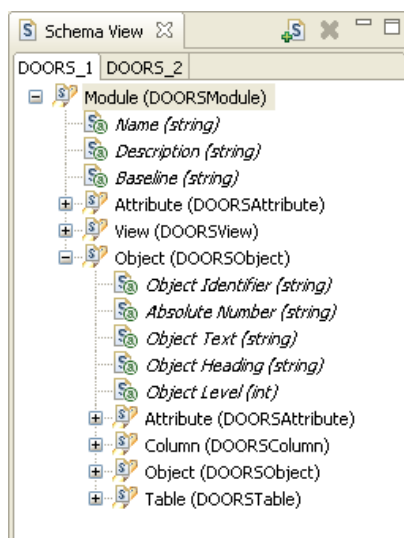 Schema View
DOORS_1 DOORS_2
Module (DOORSModule)
Name (string)
Description (string)
Baseline (string)
Attribute (DOORSAttribute)
View (DOORSView)
Object (DOORSObject)
Object Identifier (string)
Absolute Number (string)
Object Text (string)
Object Heading (string)
Object Level (int)
Attribute (DOORSAttribute)
Column (DOORSColumn)
Object (DOORSObject)
Table (DOORSTable)